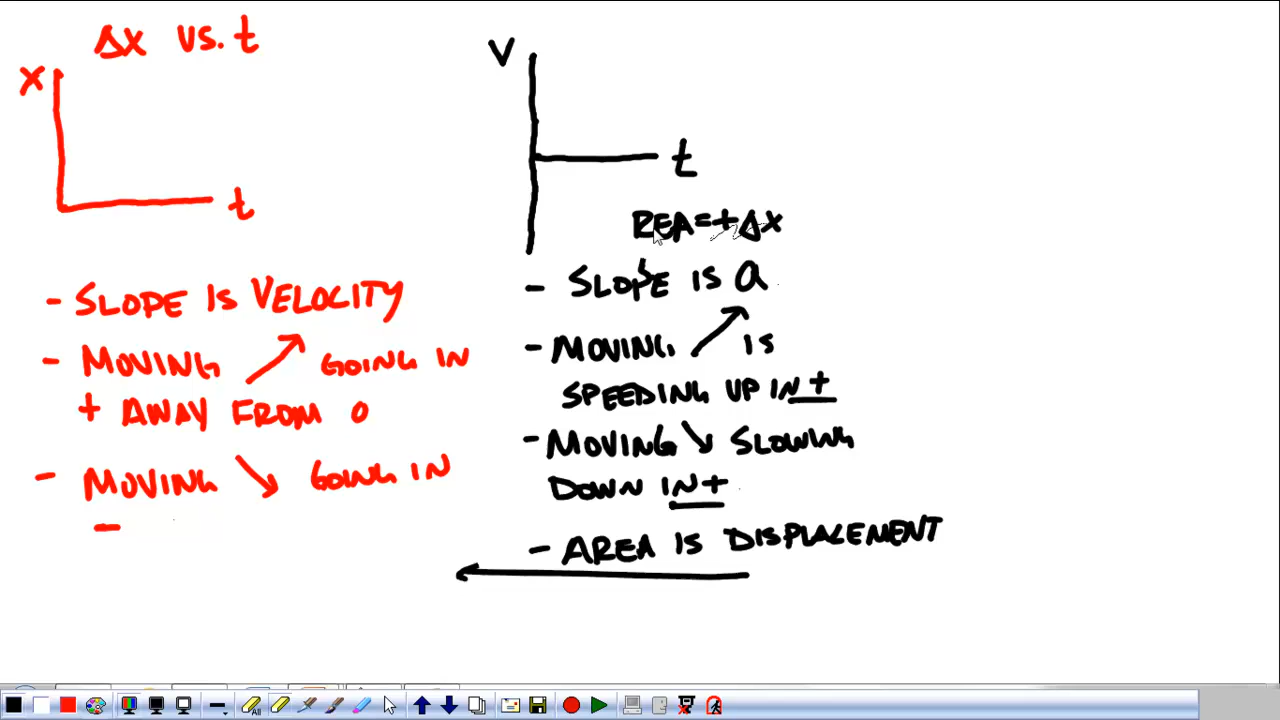 Δx vs. t
x
t
- SLOPE IS VELOCITY
- MOVING ↗ GOING IN
+ AWAY FROM 0
- MOVING ↘ GOING IN
-
V
t
REA=+Δx
- SLOPE IS a
- MOVING ↗ IS
SPEEDING UP IN +
- MOVING ↘ SLOWING
DOWN IN +
- AREA IS DISPLACEMENT
All